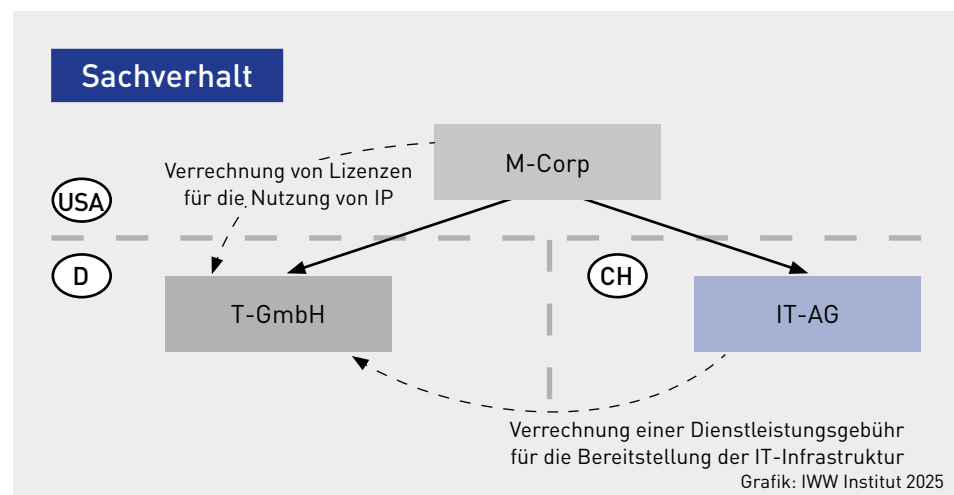 Sachverhalt
M-Corp
Verrechnung von Lizenzen
für die Nutzung von IP
USA
D
CH
T-GmbH
IT-AG
Verrechnung einer Dienstleistungsgebühr
für die Bereitstellung der IT-Infrastruktur
Grafik: IWW Institut 2025